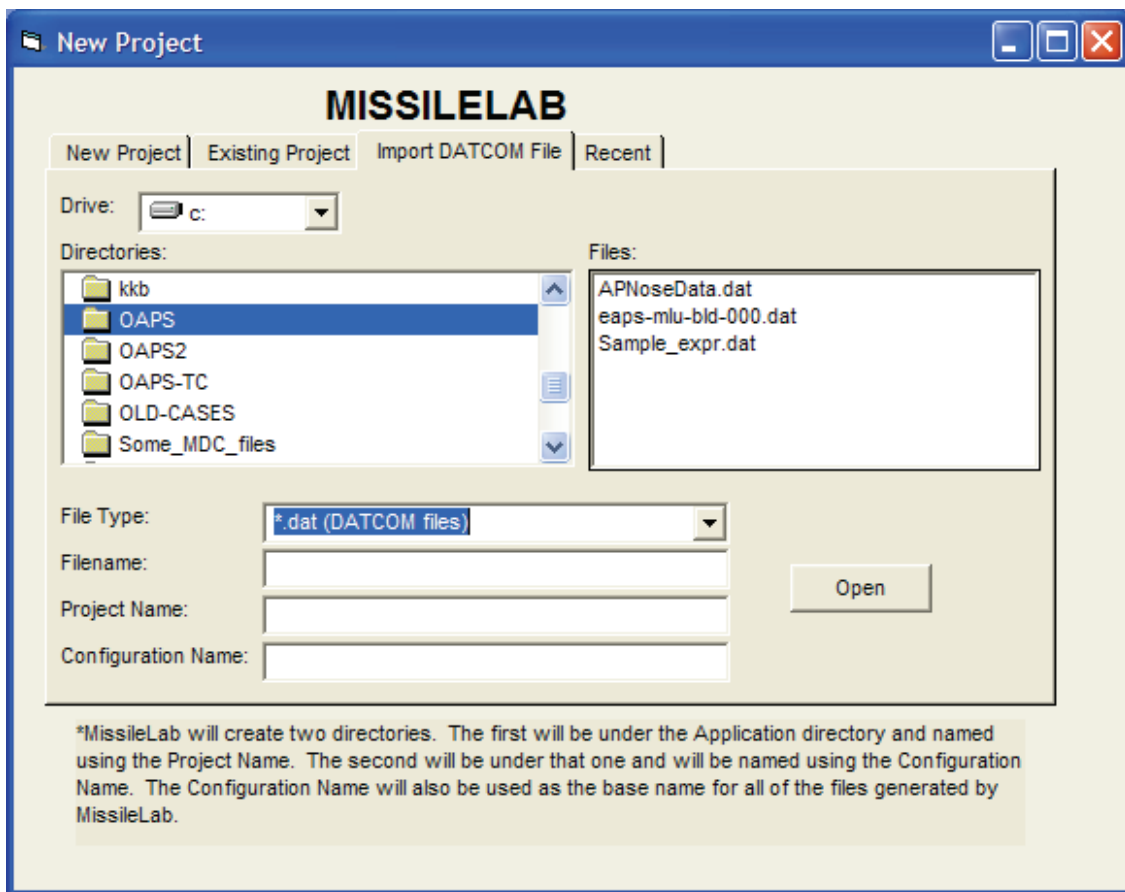 New Project
MISSILELAB
New Project Existing Project Import DATCOM File Recent
Drive: c:
Directories:
kkb
OAPS
OAPS2
OAPS-TC
OLD-CASES
Some_MDC_files
Files:
APNoseData.dat
eaps-mlu-bld-000.dat
Sample_expr.dat
File Type: *.dat (DATCOM files)
Filename:
Open
Project Name:
Configuration Name:
*MissileLab will create two directories. The first will be under the Application directory and named
using the Project Name. The second will be under that one and will be named using the Configuration
Name. The Configuration Name will also be used as the base name for all of the files generated by
MissileLab.